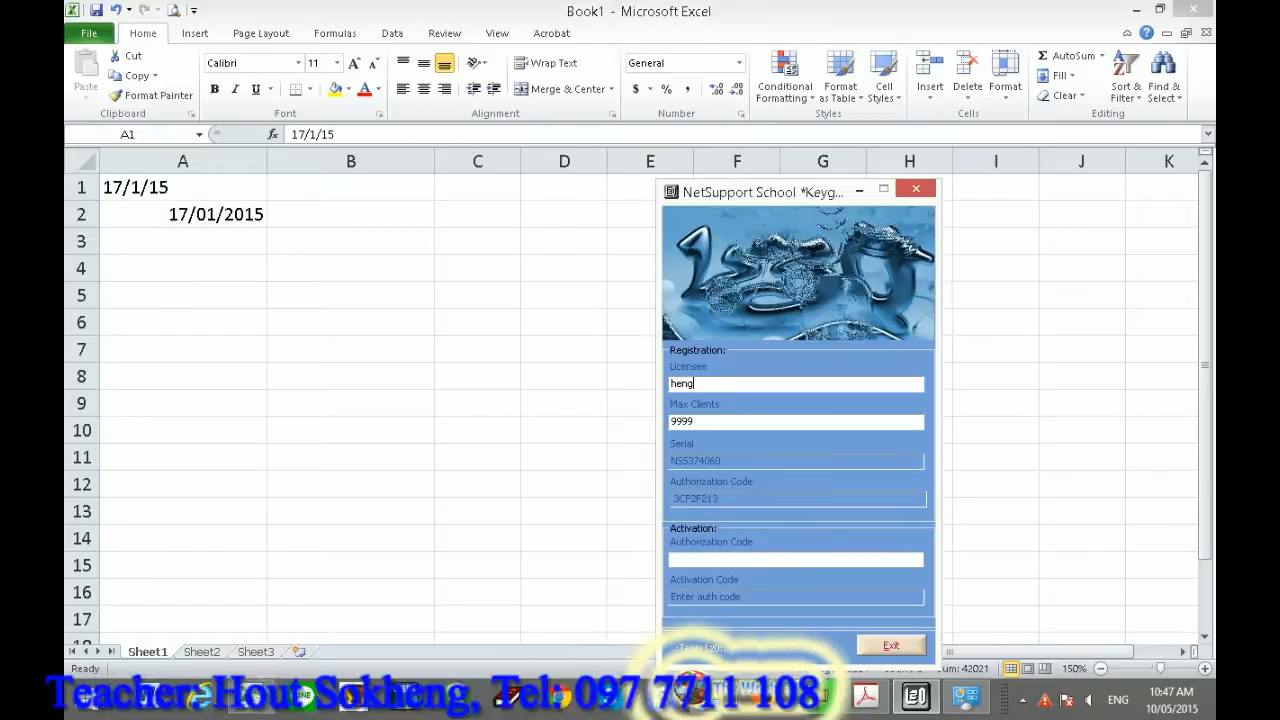 Book1 - Microsoft Excel
File Home Insert Page Layout Formulas Data Review View Acrobat
Cut Calibri 11 Wrap Text General AutoSum
Paste Copy Format Painter Merge & Center Conditional Formatting Format as Table Cell Styles Insert Delete Format Fill Clear Sort & Filter Find & Select
Clipboard Font Alignment Number Styles Cells Editing
A1 fx 17/1/15
A B C D E F G H I J K
1 17/1/15
2 17/01/2015
3
4
5
6
7
8
9
10
11
12
13
14
15
16
17
NetSupport School *Keyg...
Registration:
Licensee
heng
Max Clients
9999
Serial
NSS374060
Authorization Code
3CF2F213
Activation:
Authorization Code
Activation Code
Enter auth code
Exit
Sheet1 Sheet2 Sheet3
Ready 150%
Teacher: Hout Sokheng, Tel: 097 7711 108
ENG 10:47 AM
10/05/2015